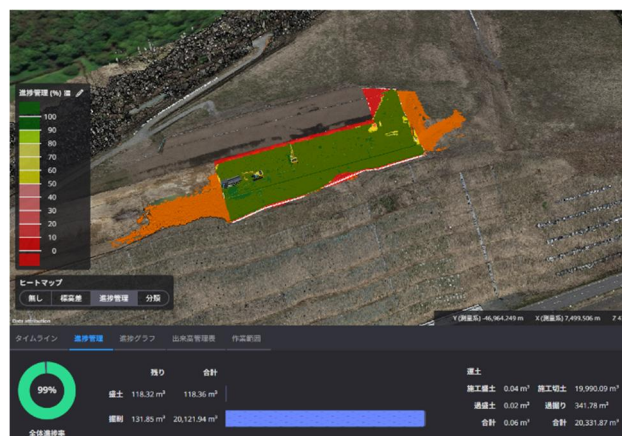 進捗管理 (%)
100
90
80
70
60
50
40
30
20
10
0
ヒートマップ
無し 標高差 進捗管理 分類
Data attribution
Y (測量系) -46,964.249 m X (測量系) 7,499.506 m Z 4
タイムライン 進捗管理 進捗グラフ 出来高管理表 作業範囲
99%
全体進捗率
残り 合計
盛土 118.32 m³ 118.36 m³
掘削 131.85 m³ 20,121.94 m³
運土
施工盛土 0.04 m³ 施工切土 19,990.09 m³
過盛土 0.02 m³ 過掘り 341.78 m³
合計 0.06 m³ 合計 20,331.87 m³